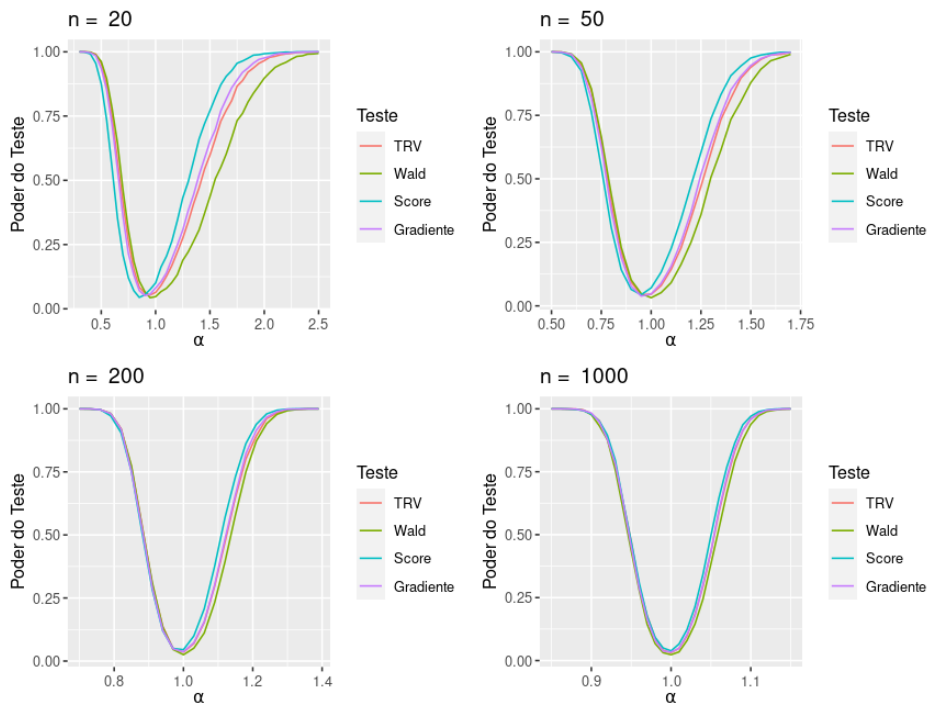 n = 20
Poder do Teste
1.00
0.75
0.50
0.25
0.00
0.5 1.0 1.5 2.0 2.5
α
Teste
TRV
Wald
Score
Gradiente
n = 50
Poder do Teste
1.00
0.75
0.50
0.25
0.00
0.50 0.75 1.00 1.25 1.50 1.75
α
Teste
TRV
Wald
Score
Gradiente
n = 200
Poder do Teste
1.00
0.75
0.50
0.25
0.00
0.8 1.0 1.2 1.4
α
Teste
TRV
Wald
Score
Gradiente
n = 1000
Poder do Teste
1.00
0.75
0.50
0.25
0.00
0.9 1.0 1.1
α
Teste
TRV
Wald
Score
Gradiente